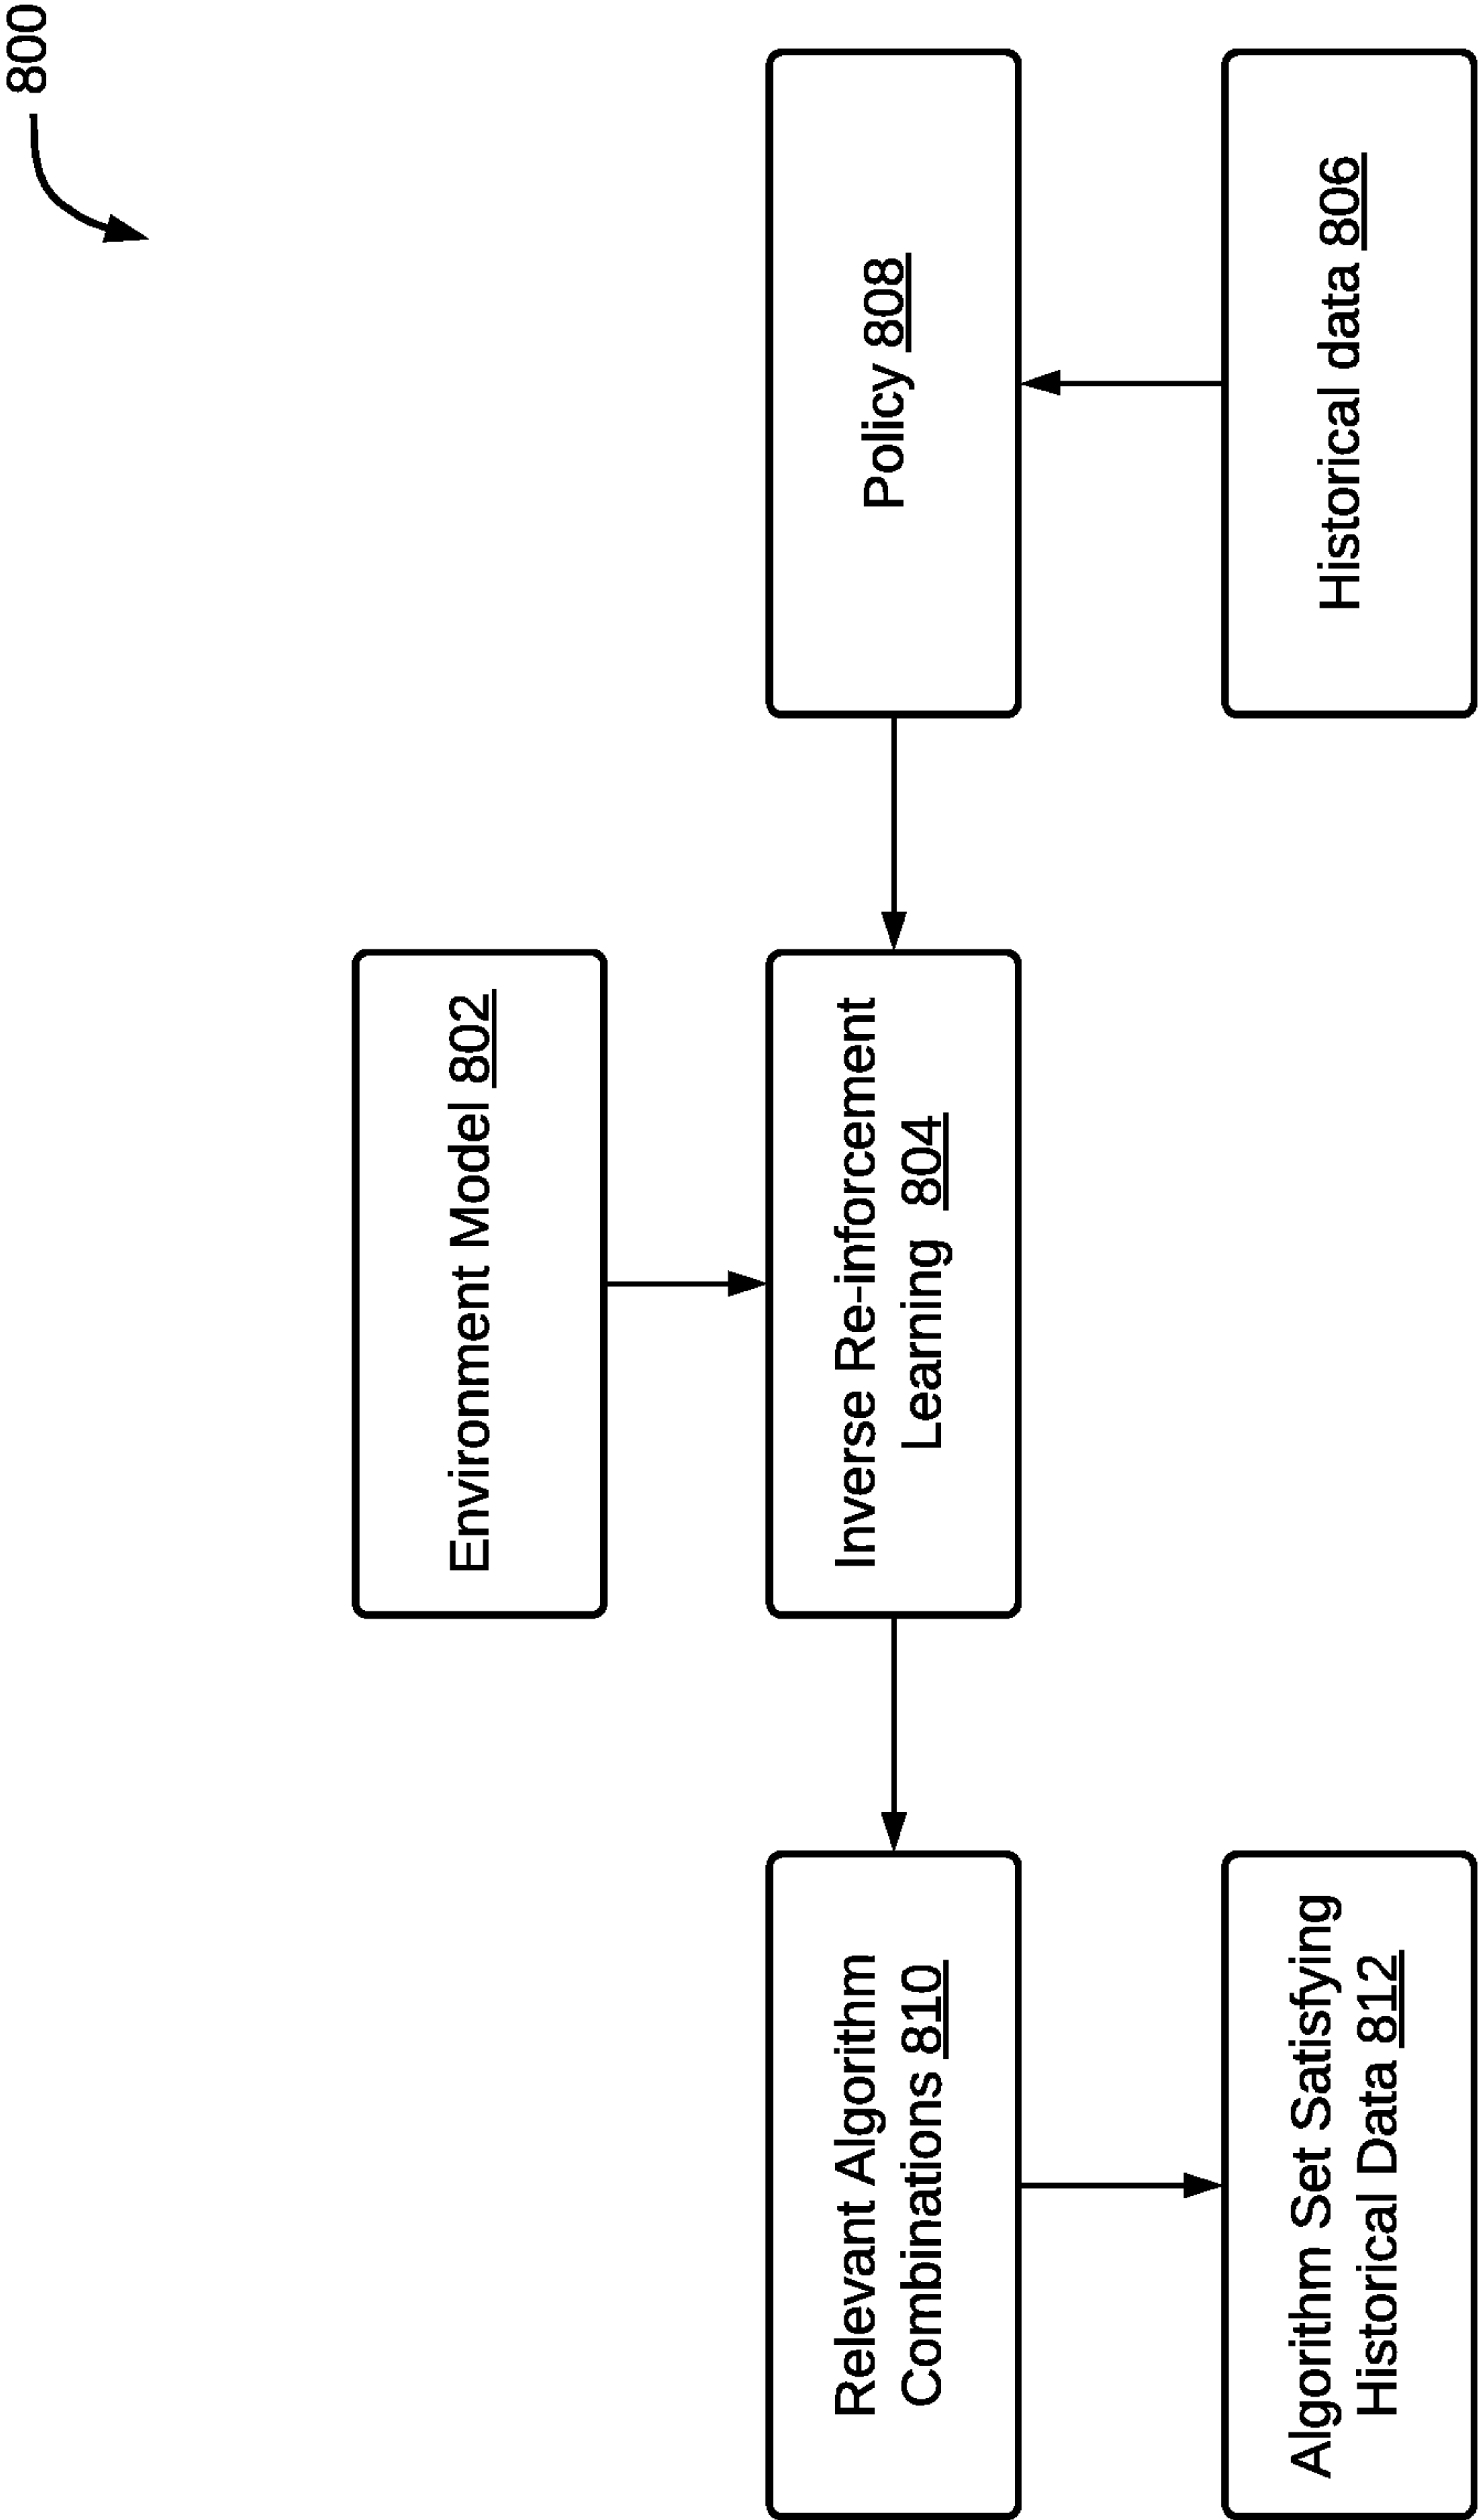 800
Environment Model 802
Relevant Algorithm
Combinations 810
Inverse Re-inforcement
Learning 804
Policy 808
Algorithm Set Satisfying
Historical Data 812
Historical data 806